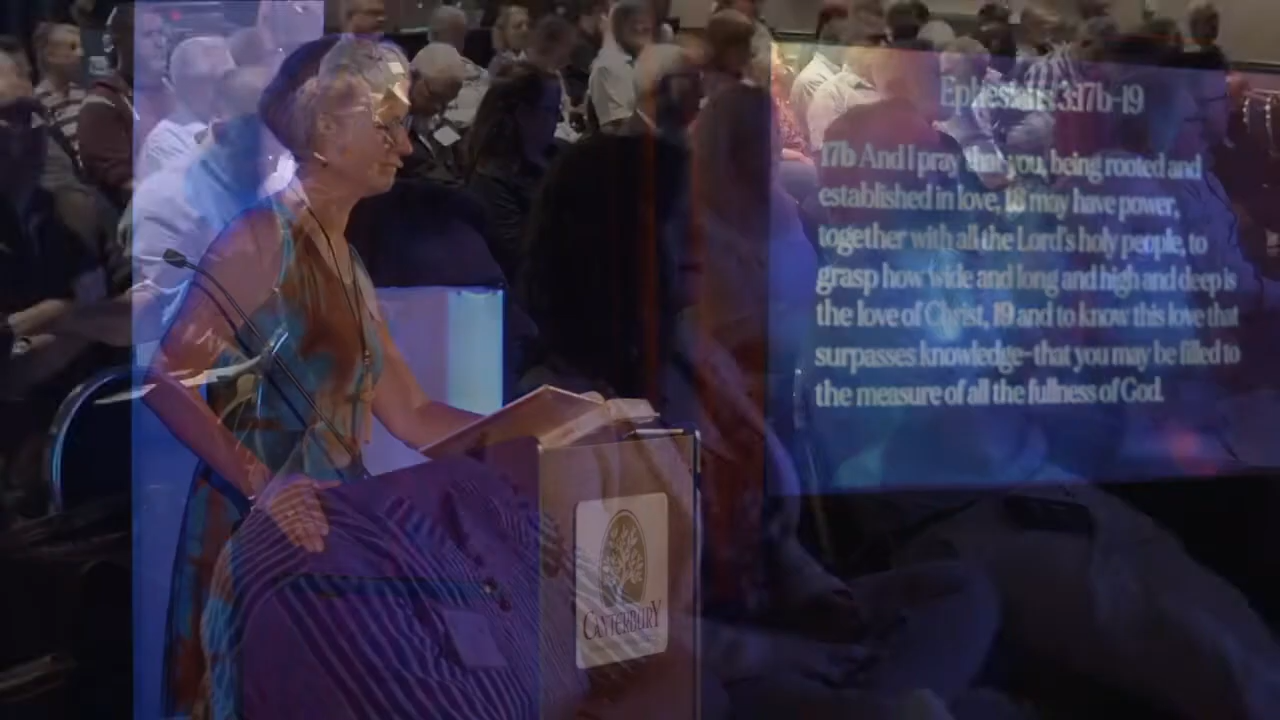 Ephesians 3:17b-19
17b And I pray that you, being rooted and
established in love, 18 may have power,
together with all the Lord's holy people, to
grasp how wide and long and high and deep is
the love of Christ, 19 and to know this love that
surpasses knowledge-that you may be filled to
the measure of all the fullness of God.
CANTERBURY